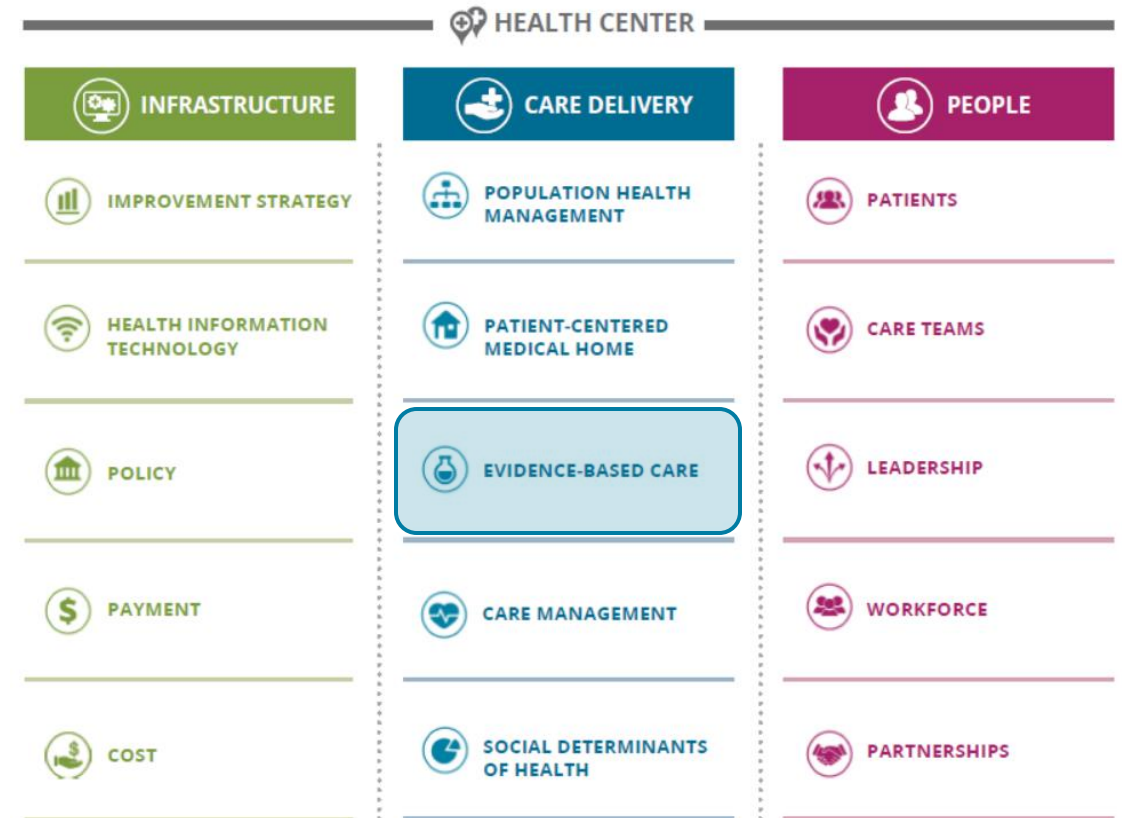 HEALTH CENTER
INFRASTRUCTURE
IMPROVEMENT STRATEGY
HEALTH INFORMATION
TECHNOLOGY
POLICY
PAYMENT
COST
CARE DELIVERY
POPULATION HEALTH
MANAGEMENT
PATIENT-CENTERED
MEDICAL HOME
EVIDENCE-BASED CARE
CARE MANAGEMENT
SOCIAL DETERMINANTS
OF HEALTH
PEOPLE
PATIENTS
CARE TEAMS
LEADERSHIP
WORKFORCE
PARTNERSHIPS